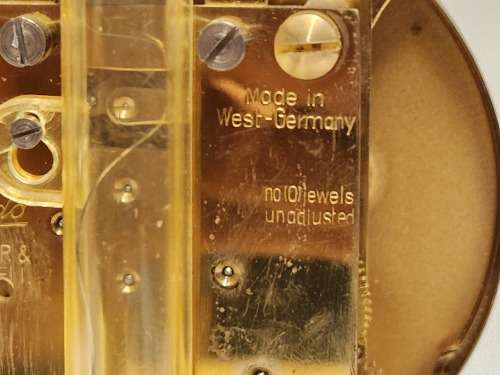 Made in
West-Germany
no (0) jewels
unadjusted
R &